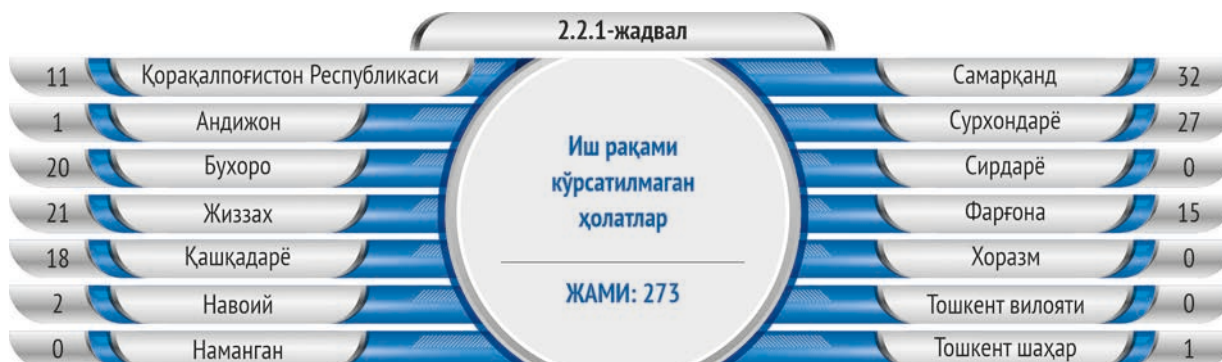 2.2.1-жадвал
11 Қорақалпоғистон Республикаси
1 Андижон
20 Бухоро
21 Жиззах
18 Қашқадарё
2 Навоий
0 Наманган
Иш рақами
кўрсатилмаган
ҳолатлар
ЖАМИ: 273
Самарқанд 32
Сурхондарё 27
Сирдарё 0
Фарғона 15
Хоразм 0
Тошкент вилояти 0
Тошкент шаҳар 1